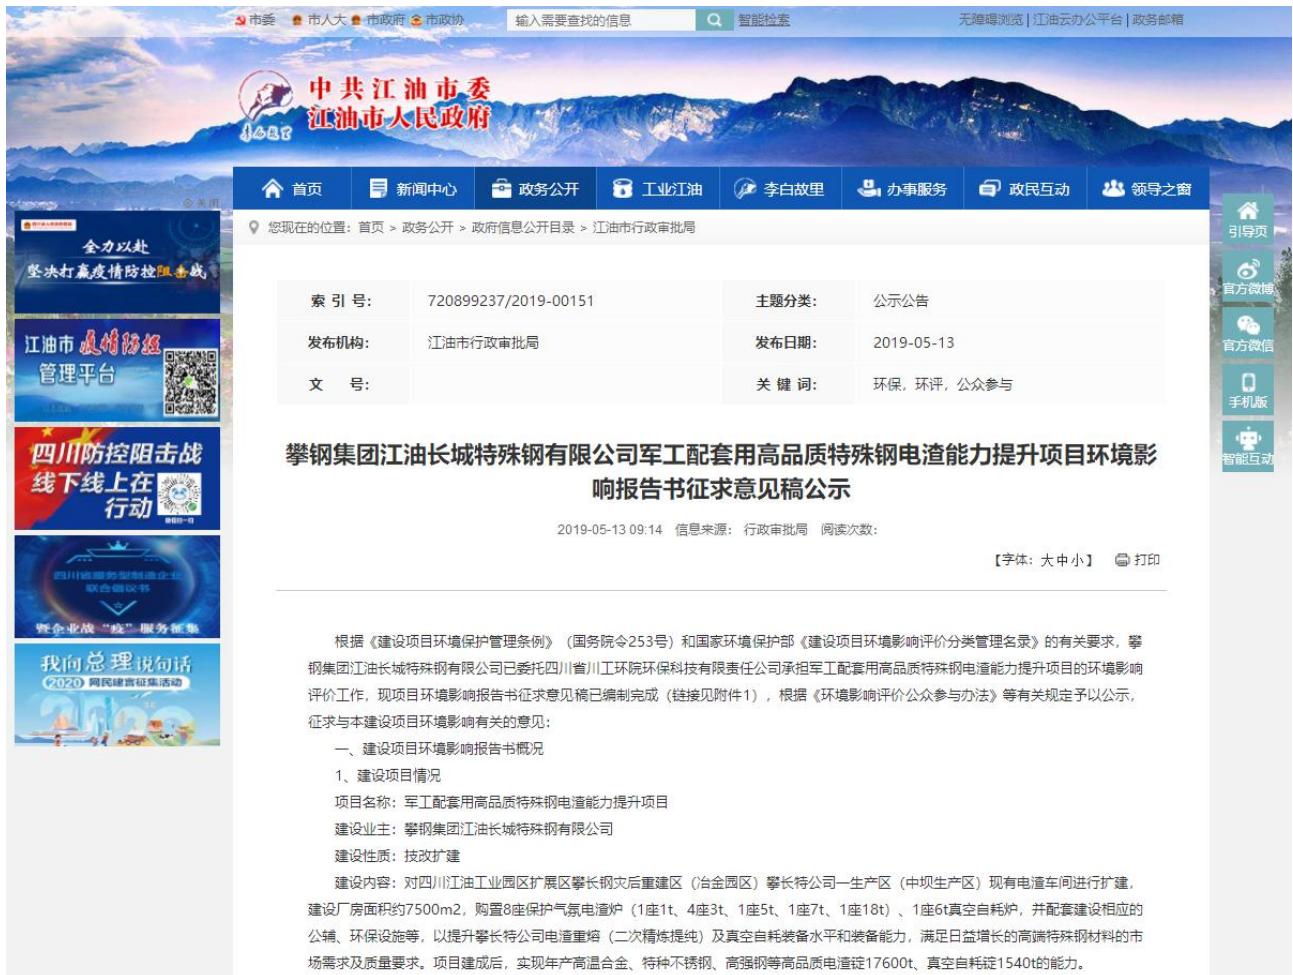 市委 市人大 市政府 市政协 输入需要查找的信息 智能检索 无障碍浏览 | 江油云办公平台 | 政务邮箱
中共江油市委
江油市人民政府
首页 新闻中心 政务公开 工业江油 李白故里 办事服务 政民互动 领导之窗
关闭
您现在的位置：首页 > 政务公开 > 政府信息公开目录 > 江油市行政审批局
全力以赴
坚决打赢疫情防控阻击战
江油市疫情防控
管理平台
四川防控阻击战
线下线上在
行动
四川省服务型制造企业
联合倡议书
暨企业战“疫”服务征集
我向总理说句话
(2020) 网民建言征集活动
引导页
官方微博
官方微信
手机版
智能互动
索引号： 720899237/2019-00151 主题分类： 公示公告
发布机构： 江油市行政审批局 发布日期： 2019-05-13
文 号： 关键词： 环保，环评，公众参与
攀钢集团江油长城特殊钢有限公司军工配套用高品质特殊钢电渣能力提升项目环境影
响报告书征求意见稿公示
2019-05-13 09:14 信息来源： 行政审批局 阅读次数：
【字体：大 中 小】 打印
根据《建设项目环境保护管理条例》（国务院令253号）和国家环境保护部《建设项目环境影响评价分类管理名录》的有关要求，攀
钢集团江油长城特殊钢有限公司已委托四川省川工环院环保科技有限责任公司承担军工配套用高品质特殊钢电渣能力提升项目的环境影响
评价工作，现项目环境影响报告书征求意见稿已编制完成（链接见附件1），根据《环境影响评价公众参与办法》等有关规定予以公示，
征求与本建设项目环境影响有关的意见：
一、建设项目环境影响报告书概况
1、建设项目情况
项目名称：军工配套用高品质特殊钢电渣能力提升项目
建设业主：攀钢集团江油长城特殊钢有限公司
建设性质：技改扩建
建设内容：对四川江油工业园区扩展区攀长钢灾后重建区（冶金园区）攀长特公司一生产区（中坝生产区）现有电渣车间进行扩建，
建设厂房面积约7500m2，购置8座保护气氛电渣炉（1座1t、4座3t、1座5t、1座7t、1座18t）、1座6t真空自耗炉，并配套建设相应的
公辅、环保设施等，以提升攀长特公司电渣重熔（二次精炼提纯）及真空自耗装备水平和装备能力，满足日益增长的高端特殊钢材料的市
场需求及质量要求。项目建成后，实现年产高温合金、特种不锈钢、高强钢等高品质电渣锭17600t、真空自耗锭1540t的能力。